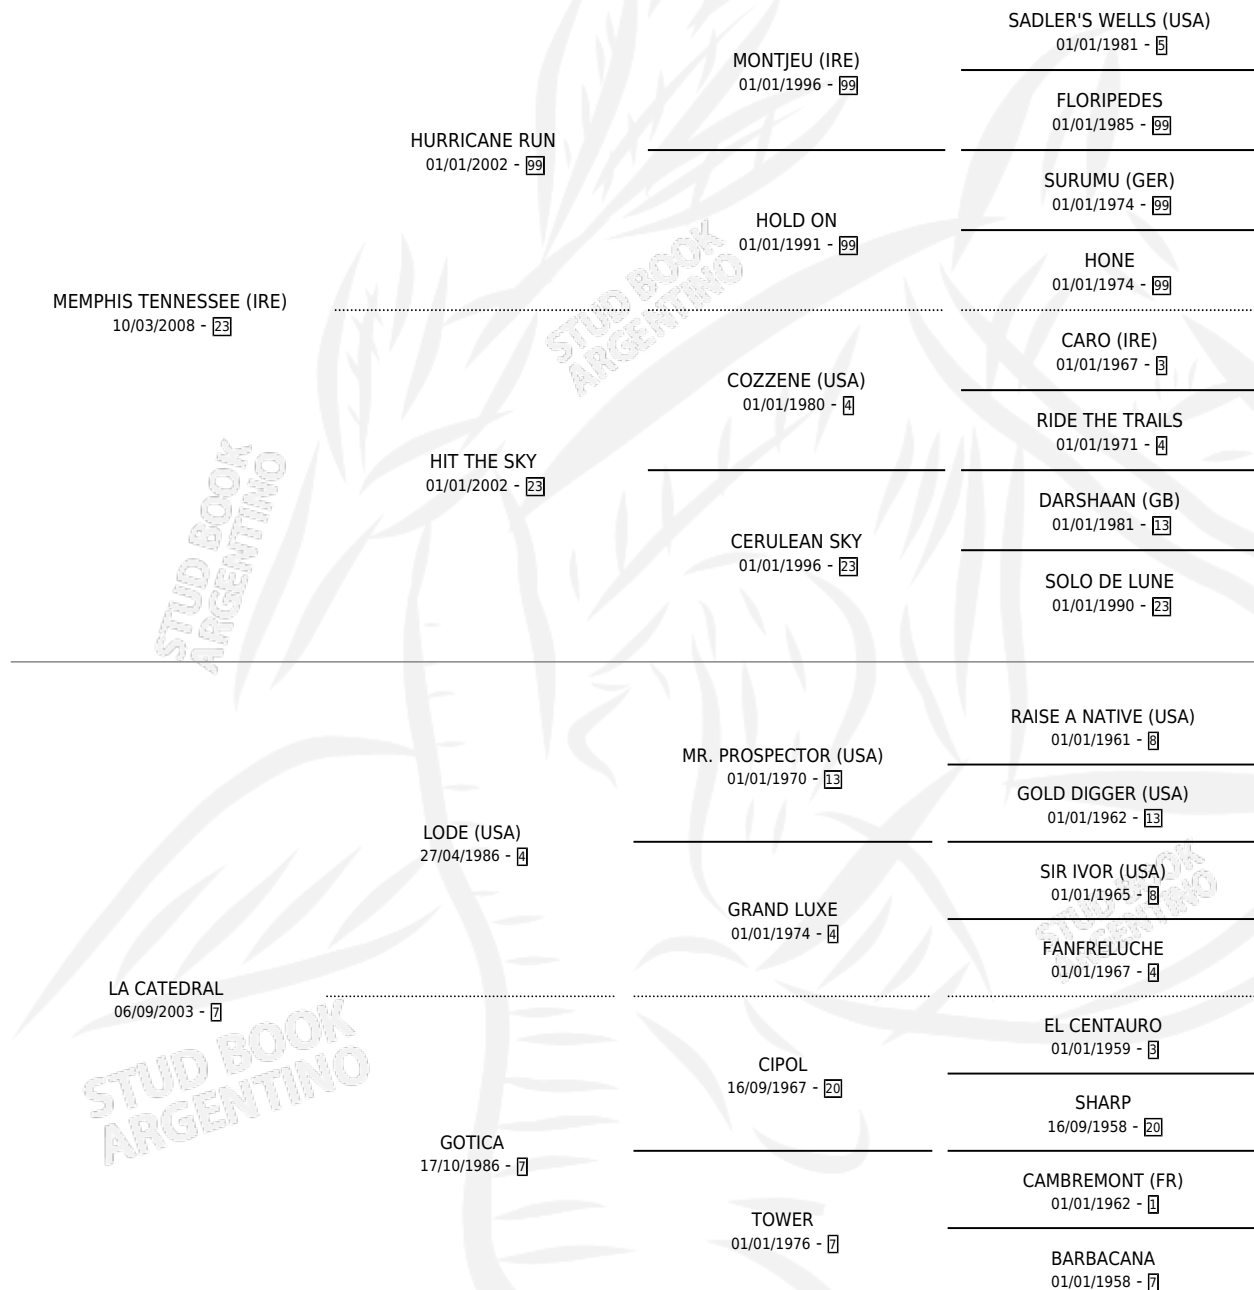 SADLER'S WELLS (USA)
01/01/1981 - 5
MONTJEU (IRE)
01/01/1996 - 99
FLORIPEDES
01/01/1985 - 99
HURRICANE RUN
01/01/2002 - 99
SURUMU (GER)
01/01/1974 - 99
HOLD ON
01/01/1991 - 99
HONE
01/01/1974 - 99
MEMPHIS TENNESSEE (IRE)
10/03/2008 - 23
CARO (IRE)
01/01/1967 - 3
COZZENE (USA)
01/01/1980 - 4
RIDE THE TRAILS
01/01/1971 - 4
HIT THE SKY
01/01/2002 - 23
DARSHAAN (GB)
01/01/1981 - 13
CERULEAN SKY
01/01/1996 - 23
SOLO DE LUNE
01/01/1990 - 23
RAISE A NATIVE (USA)
01/01/1961 - 8
MR. PROSPECTOR (USA)
01/01/1970 - 13
GOLD DIGGER (USA)
01/01/1962 - 13
LODE (USA)
27/04/1986 - 4
SIR IVOR (USA)
01/01/1965 - 8
GRAND LUXE
01/01/1974 - 4
FANFRELUCHE
01/01/1967 - 4
LA CATEDRAL
06/09/2003 - 7
EL CENTAURO
01/01/1959 - 3
CIPOL
16/09/1967 - 20
SHARP
16/09/1958 - 20
GOTICA
17/10/1986 - 7
CAMBREMONT (FR)
01/01/1962 - 1
TOWER
01/01/1976 - 7
BARBACANA
01/01/1958 - 7
STUD BOOK
ARGENTINO
STUD BOOK
ARGENTINO
STUD BOOK
ARGENTINO
STUD BOOK
ARGENTINO